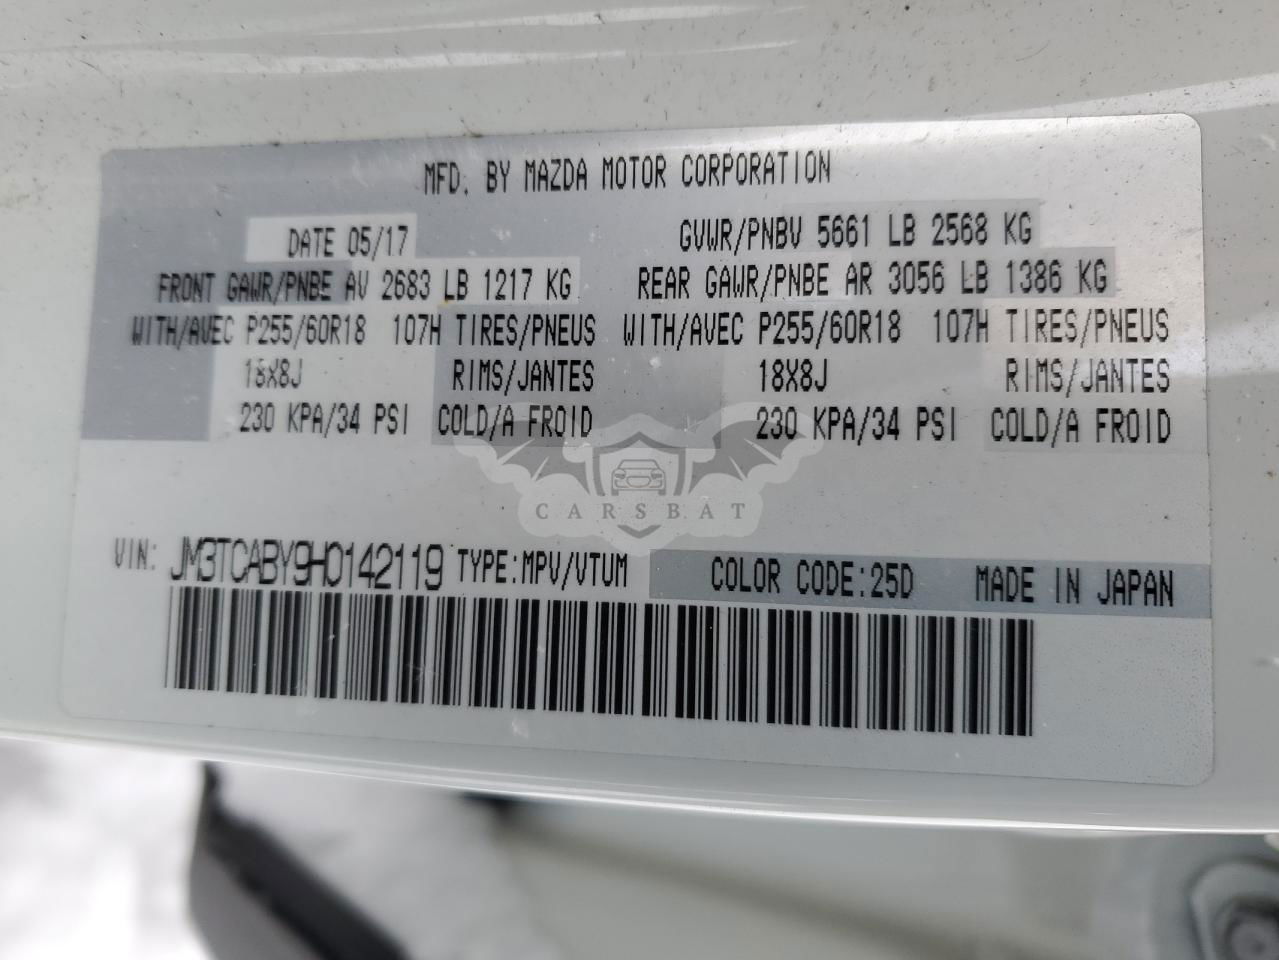 MFD. BY MAZDA MOTOR CORPORATION
DATE 05/17 GVWR/PNBV 5661 LB 2568 KG
FRONT GAWR/PNBE AV 2683 LB 1217 KG REAR GAWR/PNBE AR 3056 LB 1386 KG
WITH/AVEC P255/60R18 107H TIRES/PNEUS WITH/AVEC P255/60R18 107H TIRES/PNEUS
18X8J RIMS/JANTES 18X8J RIMS/JANTES
230 KPA/34 PSI COLD/A FROID 230 KPA/34 PSI COLD/A FROID
CARSBAT
VIN: JM3TCABY9H0142119 TYPE:MPV/VTUM COLOR CODE:25D MADE IN JAPAN